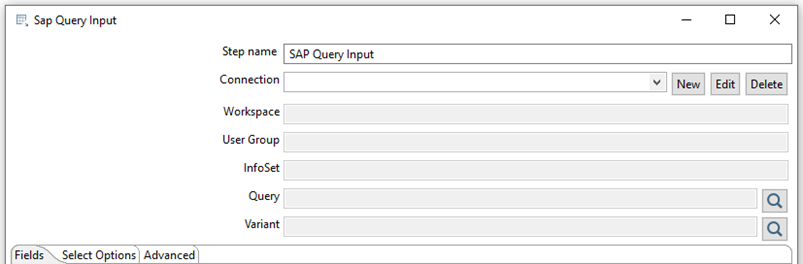 Sap Query Input
Step name SAP Query Input
Connection New Edit Delete
Workspace
User Group
InfoSet
Query
Variant
Fields Select Options Advanced